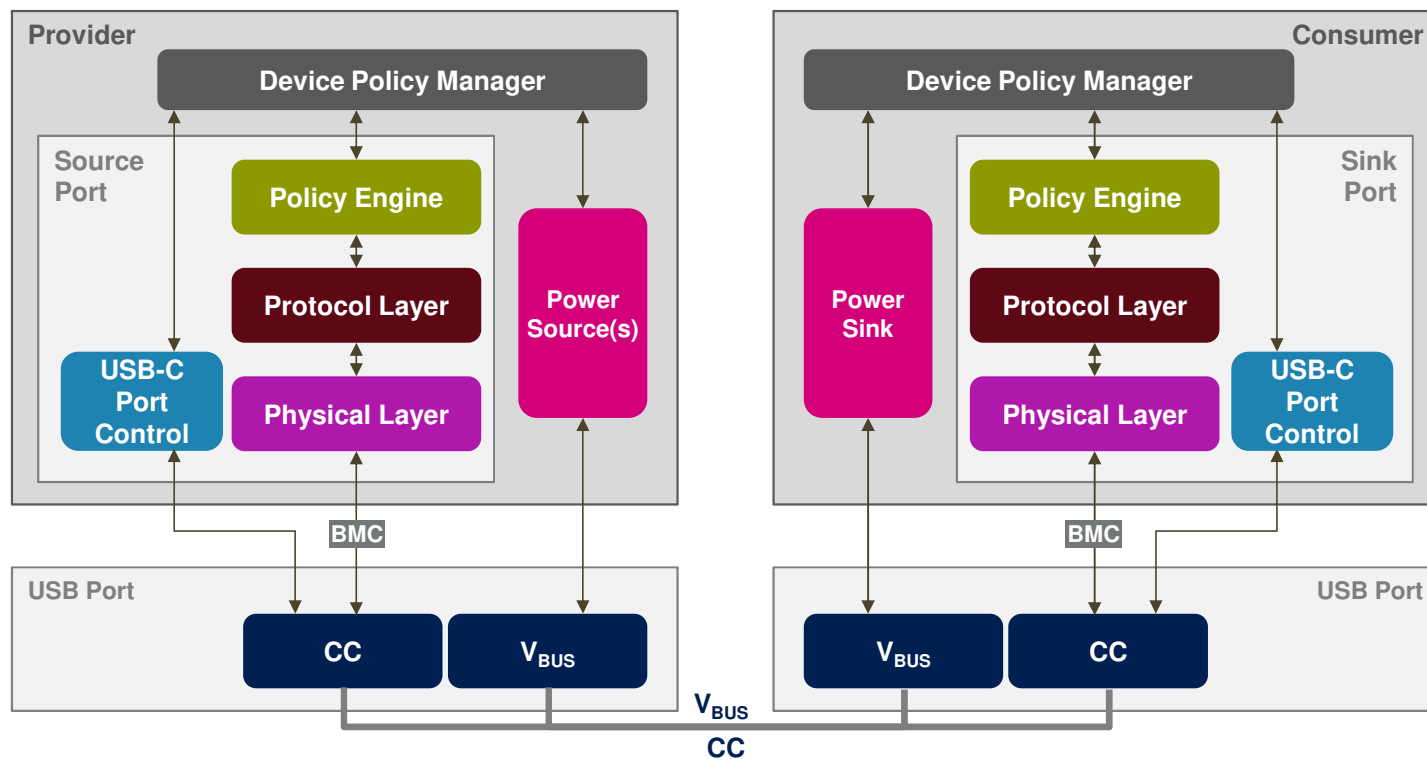 Provider
Device Policy Manager
Source
Port
Policy Engine
Protocol Layer
Physical Layer
USB-C
Port
Control
Power
Source(s)
BMC
USB Port
CC
VBUS
Consumer
Device Policy Manager
Sink
Port
Policy Engine
Protocol Layer
Physical Layer
USB-C
Port
Control
Power
Sink
BMC
USB Port
VBUS
CC
VBUS
CC